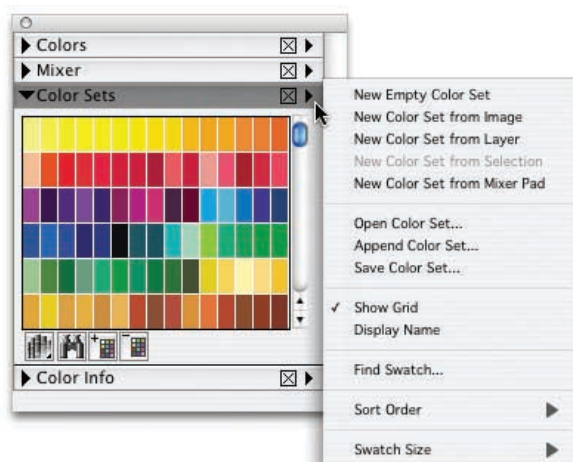 Colors
Mixer
Color Sets
New Empty Color Set
New Color Set from Image
New Color Set from Layer
New Color Set from Selection
New Color Set from Mixer Pad
Open Color Set...
Append Color Set...
Save Color Set...
✓ Show Grid
Display Name
Find Swatch...
Sort Order
Swatch Size
Color Info